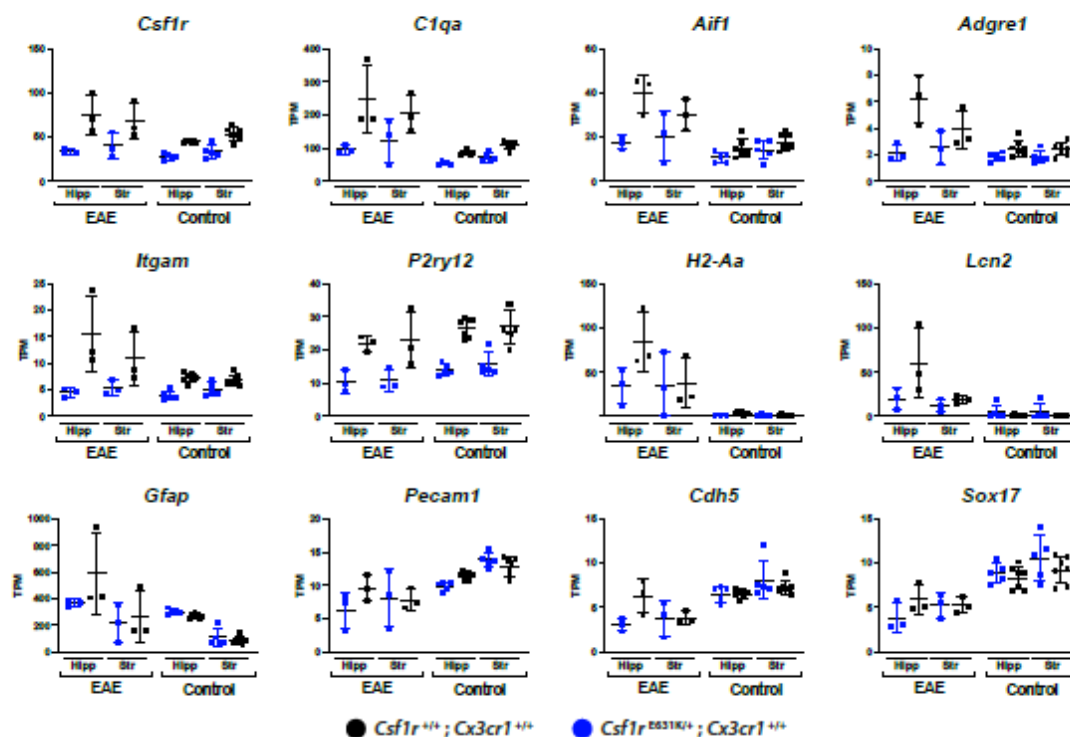 Csf1r C1qa Aif1 Adgre1
TPM 150 100 50 0 Hipp Str Hipp Str EAE Control
TPM 400 300 200 100 0 Hipp Str Hipp Str EAE Control
TPM 60 40 20 0 Hipp Str Hipp Str EAE Control
TPM 10 8 6 4 2 0 Hipp Str Hipp Str EAE Control
Itgam P2ry12 H2-Aa Lcn2
TPM 25 20 15 10 5 0 Hipp Str Hipp Str EAE Control
TPM 40 30 20 10 0 Hipp Str Hipp Str EAE Control
TPM 150 100 50 0 Hipp Str Hipp Str EAE Control
TPM 150 100 50 0 Hipp Str Hipp Str EAE Control
Gfap Pecam1 Cdh5 Sox17
TPM 1000 800 600 400 200 0 Hipp Str Hipp Str EAE Control
TPM 20 15 10 5 0 Hipp Str Hipp Str EAE Control
TPM 15 10 5 0 Hipp Str Hipp Str EAE Control
TPM 15 10 5 0 Hipp Str Hipp Str EAE Control
Csf1r+/+; Cx3cr1+/+ Csf1rE631K/+; Cx3cr1+/+